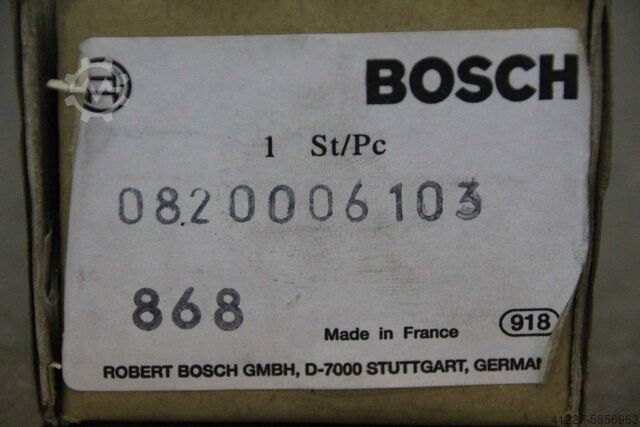 BOSCH
1 St/Pc
0820006103
868
Made in France 918
ROBERT BOSCH GMBH, D-7000 STUTTGART, GERMAN
41227-5856963